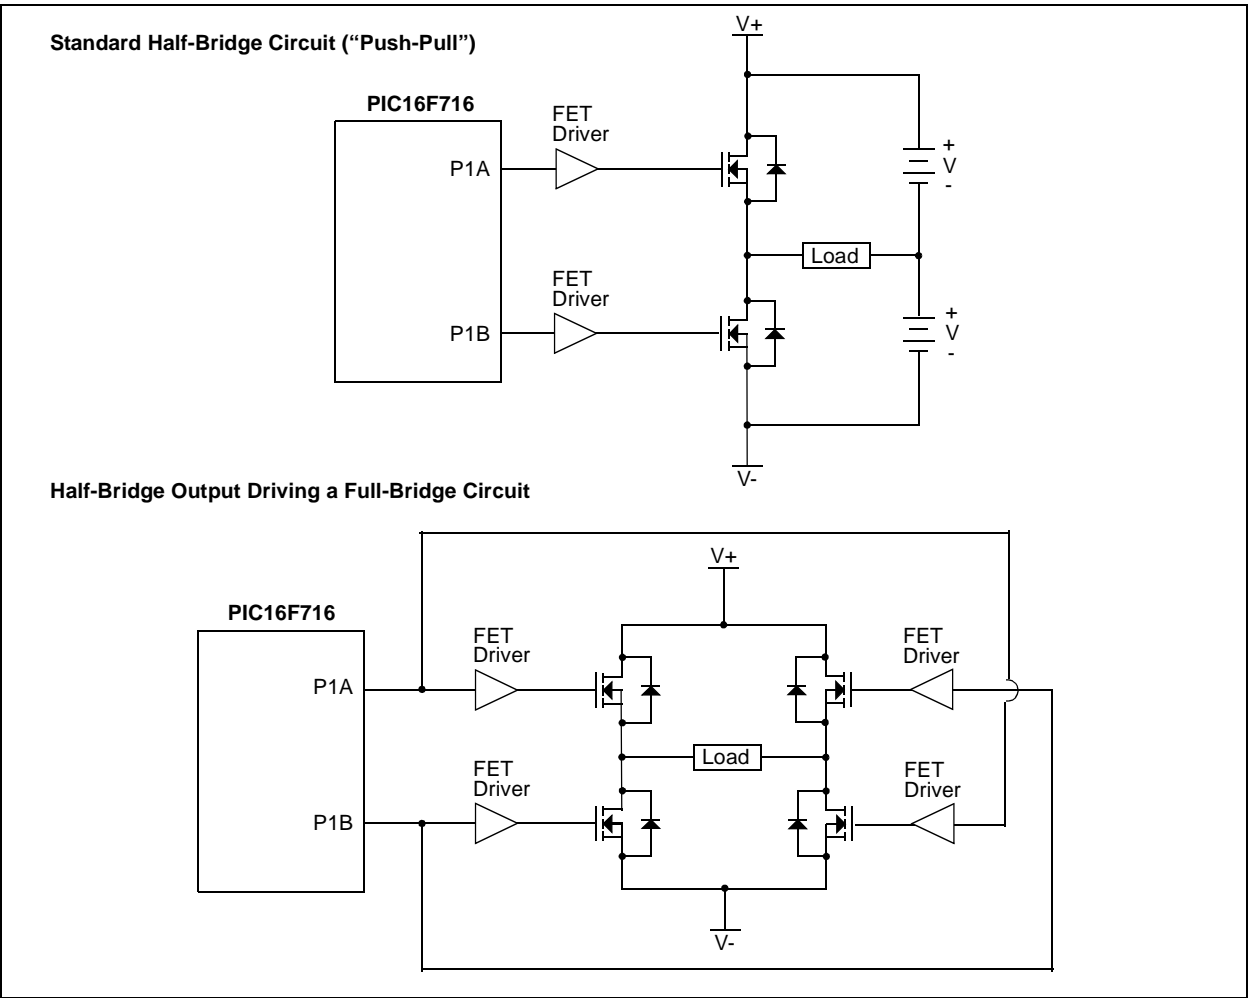 Standard Half-Bridge Circuit (“Push-Pull”)
V+
PIC16F716
FET
Driver
P1A
+
V
-
Load
FET
Driver
P1B
+
V
-
V-
Half-Bridge Output Driving a Full-Bridge Circuit
V+
PIC16F716
FET
Driver
FET
Driver
P1A
Load
FET
Driver
FET
Driver
P1B
V-